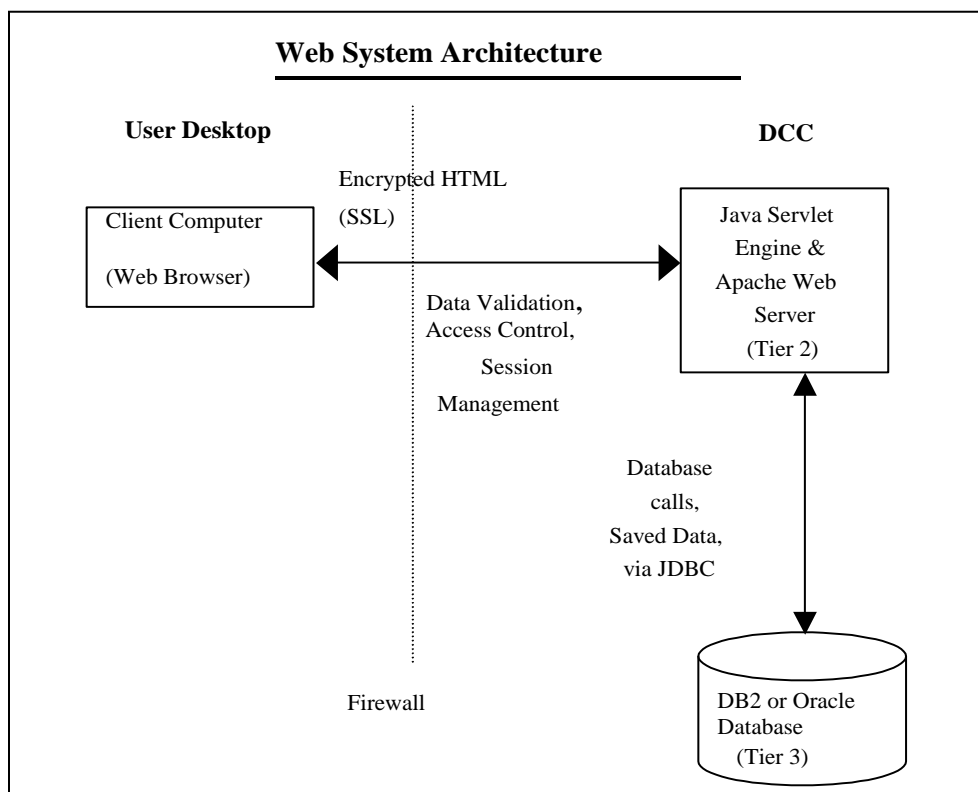 Web System Architecture
User Desktop
DCC
Encrypted HTML
(SSL)
Client Computer
(Web Browser)
Java Servlet
Engine &
Apache Web
Server
(Tier 2)
Data Validation,
Access Control,
Session
Management
Database
calls,
Saved Data,
via JDBC
Firewall
DB2 or Oracle
Database
(Tier 3)